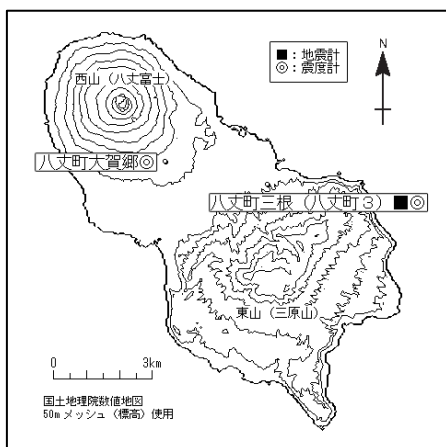 西山（八丈富士）
■：地震計
◎：震度計
N
八丈町大賀郷◎
八丈町三根（八丈町３）■◎
東山（三原山）
0 3km
国土地理院数値地図
50mメッシュ（標高）使用